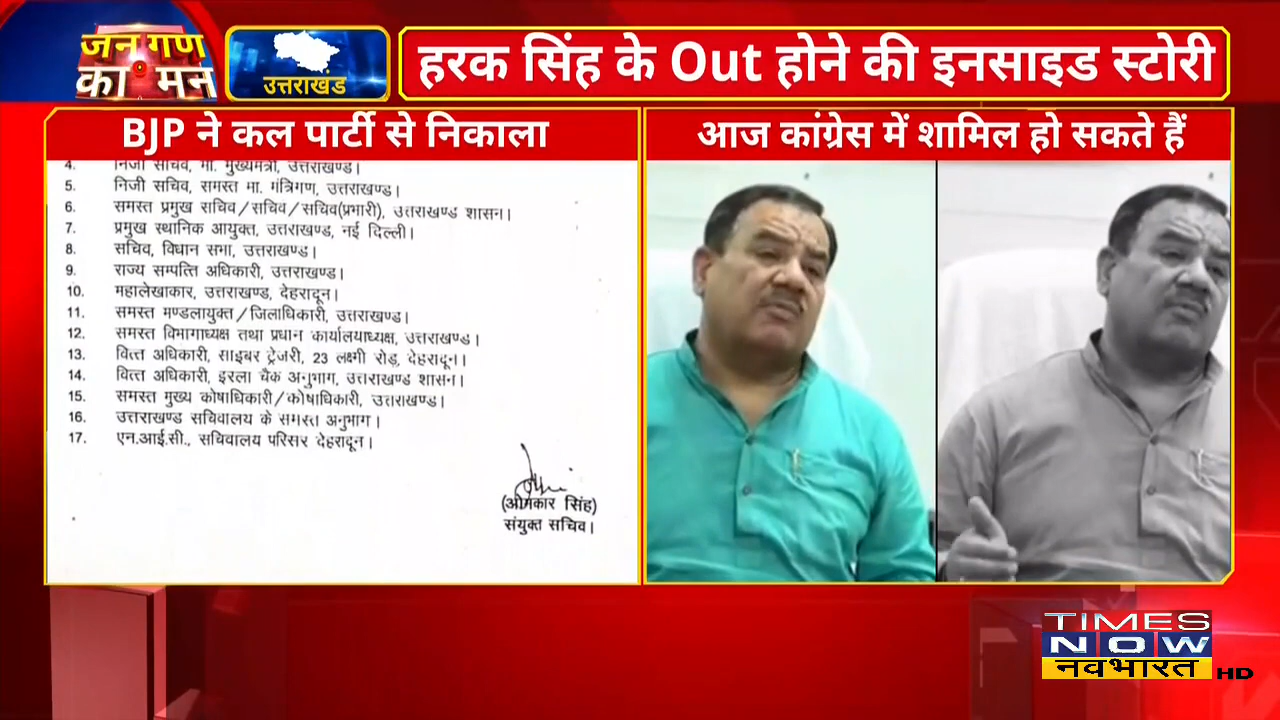 जन गण
का मन
उत्तराखंड
हरक सिंह के Out होने की इनसाइड स्टोरी
BJP ने कल पार्टी से निकाला
आज कांग्रेस में शामिल हो सकते हैं
4. निजी सचिव, मा. मुख्यमंत्री, उत्तराखण्ड।
5. निजी सचिव, समस्त मा. मंत्रिगण, उत्तराखण्ड।
6. समस्त प्रमुख सचिव/सचिव/सचिव(प्रभारी), उत्तराखण्ड शासन।
7. प्रमुख स्थानिक आयुक्त, उत्तराखण्ड, नई दिल्ली।
8. सचिव, विधान सभा, उत्तराखण्ड।
9. राज्य सम्पत्ति अधिकारी, उत्तराखण्ड।
10. महालेखाकार, उत्तराखण्ड, देहरादून।
11. समस्त मण्डलायुक्त/जिलाधिकारी, उत्तराखण्ड।
12. समस्त विभागाध्यक्ष तथा प्रधान कार्यालयाध्यक्ष, उत्तराखण्ड।
13. वित्त अधिकारी, साइबर ट्रेजरी, 23 लक्ष्मी रोड़, देहरादून।
14. वित्त अधिकारी, इरला चैक अनुभाग, उत्तराखण्ड शासन।
15. समस्त मुख्य कोषाधिकारी/कोषाधिकारी, उत्तराखण्ड।
16. उत्तराखण्ड सचिवालय के समस्त अनुभाग।
17. एन.आई.सी., सचिवालय परिसर देहरादून।
(ओमकार सिंह)
संयुक्त सचिव।
TIMES
NOW
नवभारत HD